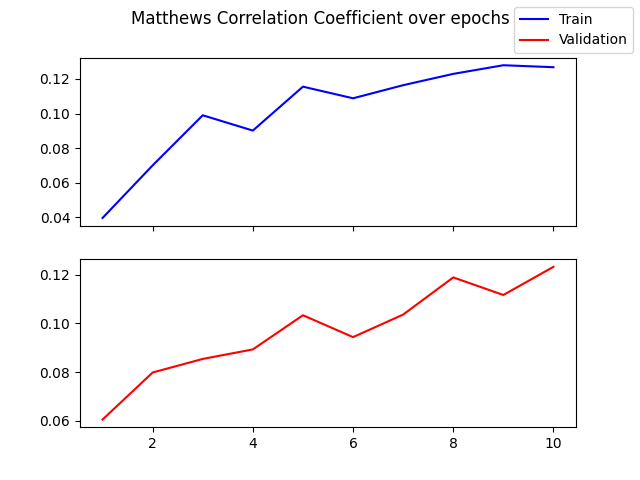 Matthews Correlation Coefficient over epochs
Train
Validation
0.12
0.10
0.08
0.06
0.04
0.12
0.10
0.08
0.06
2 4 6 8 10